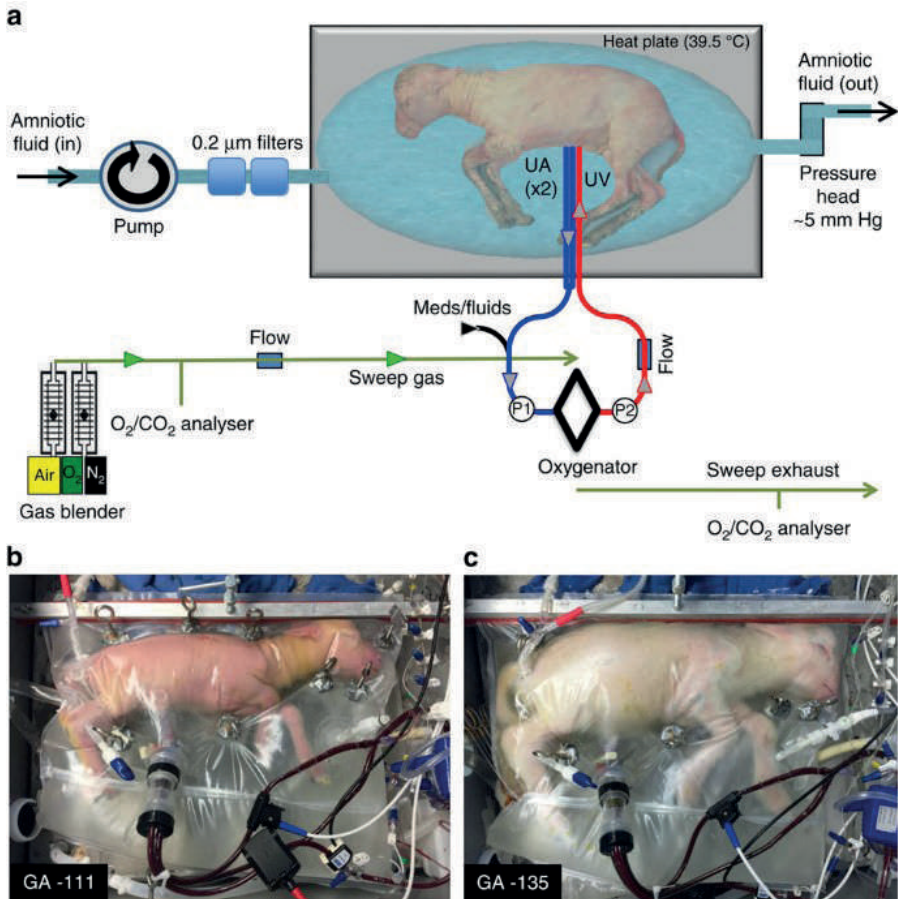 a
Heat plate (39.5 °C)
Amniotic
fluid (in)
0.2 µm filters
Pump
UA
(x2)
UV
Amniotic
fluid (out)
Pressure
head
~5 mm Hg
Meds/fluids
Flow
Sweep gas
Flow
O₂/CO₂ analyser
P1
P2
Oxygenator
Air
O₂
N₂
Gas blender
Sweep exhaust
O₂/CO₂ analyser
b
GA -111
c
GA -135